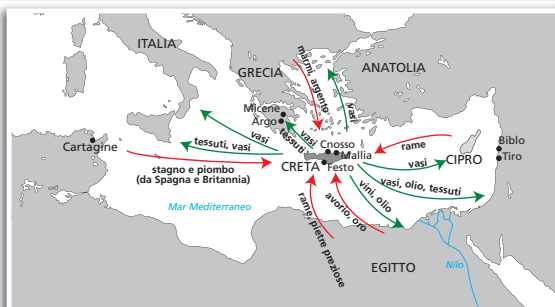 ITALIA
GRECIA
ANATOLIA
marmi, argento
vasi
Micene
Argo
vasi
tessuti
vasi
tessuti, vasi
Cartagine
stagno e piombo
(da Spagna e Britannia)
Cnosso
Mallia
CRETA
Festo
rame
vasi
CIPRO
Biblo
Tiro
vasi, olio, tessuti
vini, olio
avorio, oro
rame, pietre preziose
Mar Mediterraneo
EGITTO
Nilo